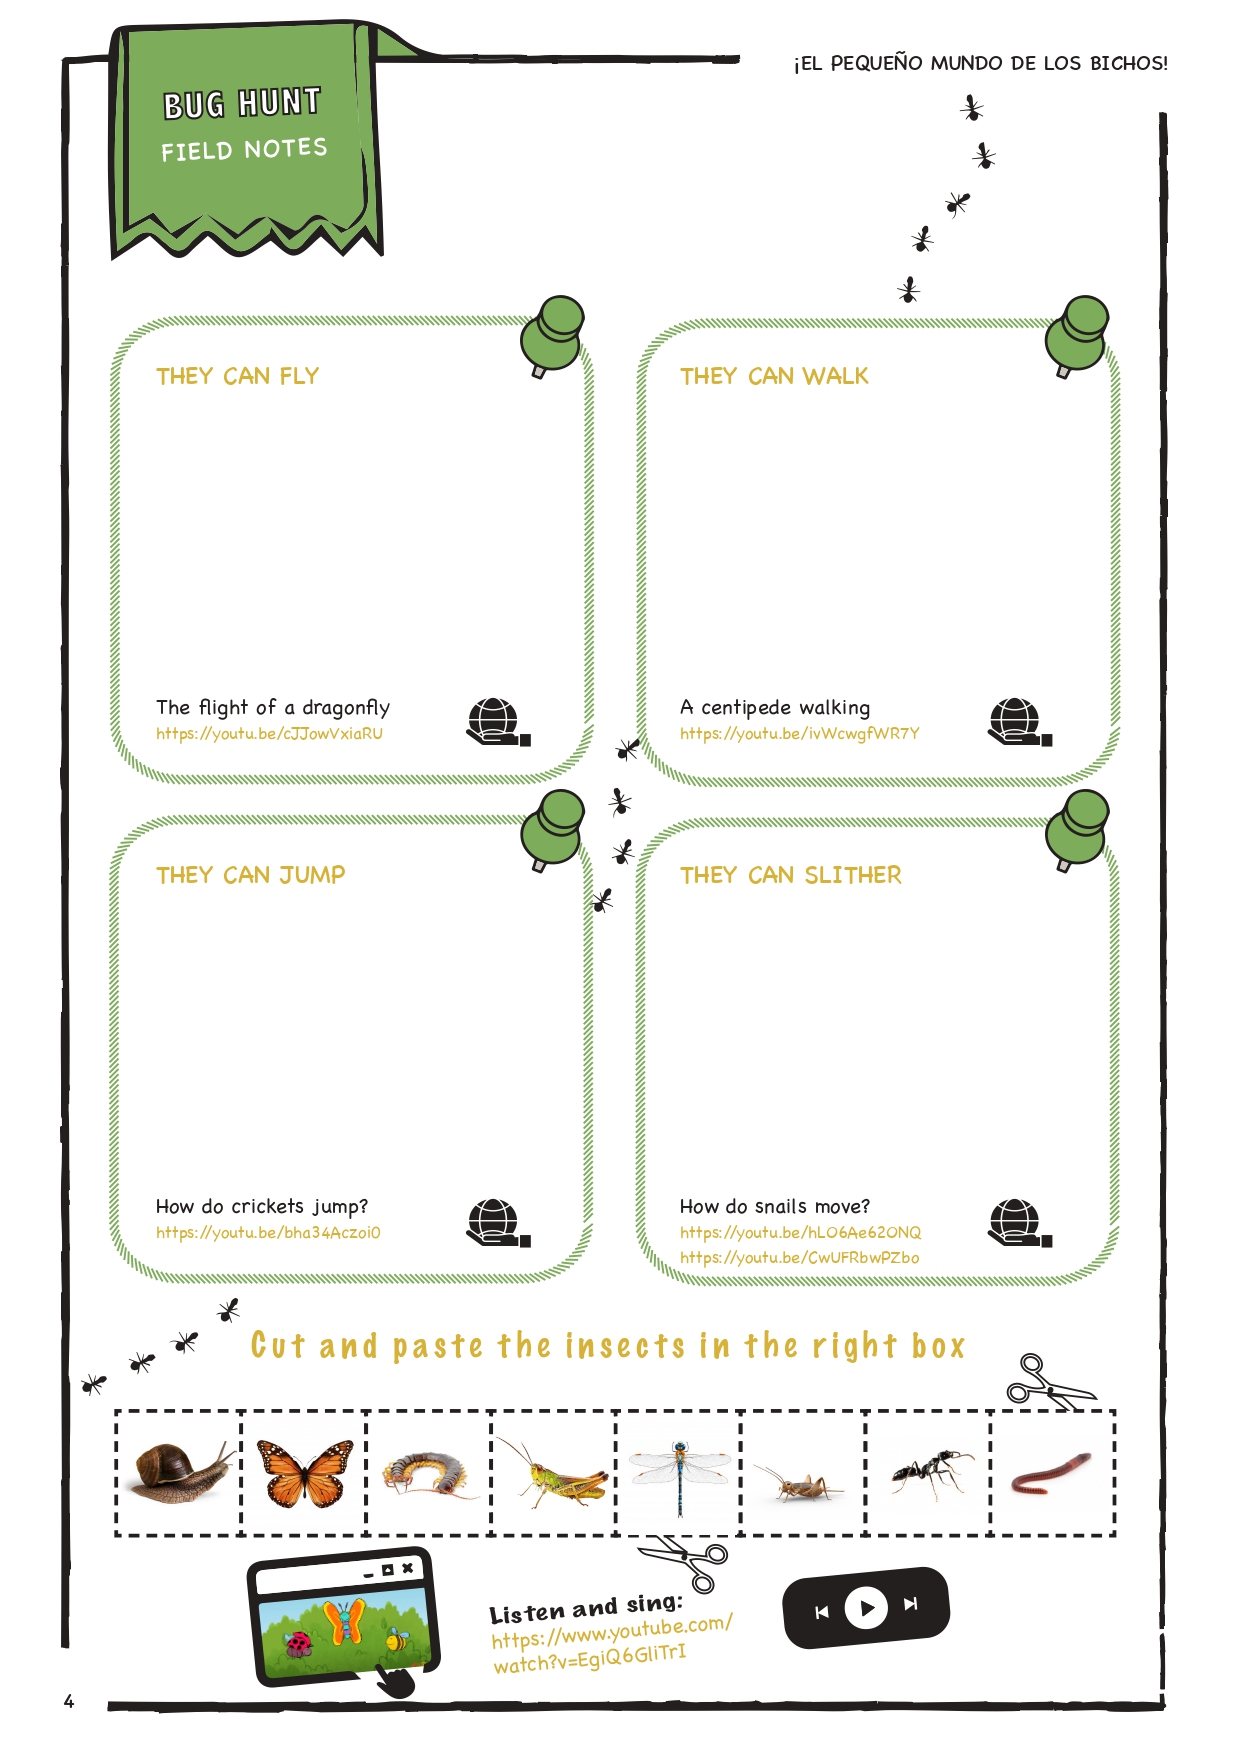 ¡EL PEQUEÑO MUNDO DE LOS BICHOS!
BUG HUNT
FIELD NOTES
THEY CAN FLY
The flight of a dragonfly
https://youtu.be/cJJowVxiaRU
THEY CAN WALK
A centipede walking
https://youtu.be/ivWcwgfWR7Y
THEY CAN JUMP
How do crickets jump?
https://youtu.be/bha34Aczoi0
THEY CAN SLITHER
How do snails move?
https://youtu.be/hLO6Ae62ONQ
https://youtu.be/CwUFRbwPZbo
Cut and paste the insects in the right box
Listen and sing:
https://www.youtube.com/
watch?v=EgiQ6GliTrI
4